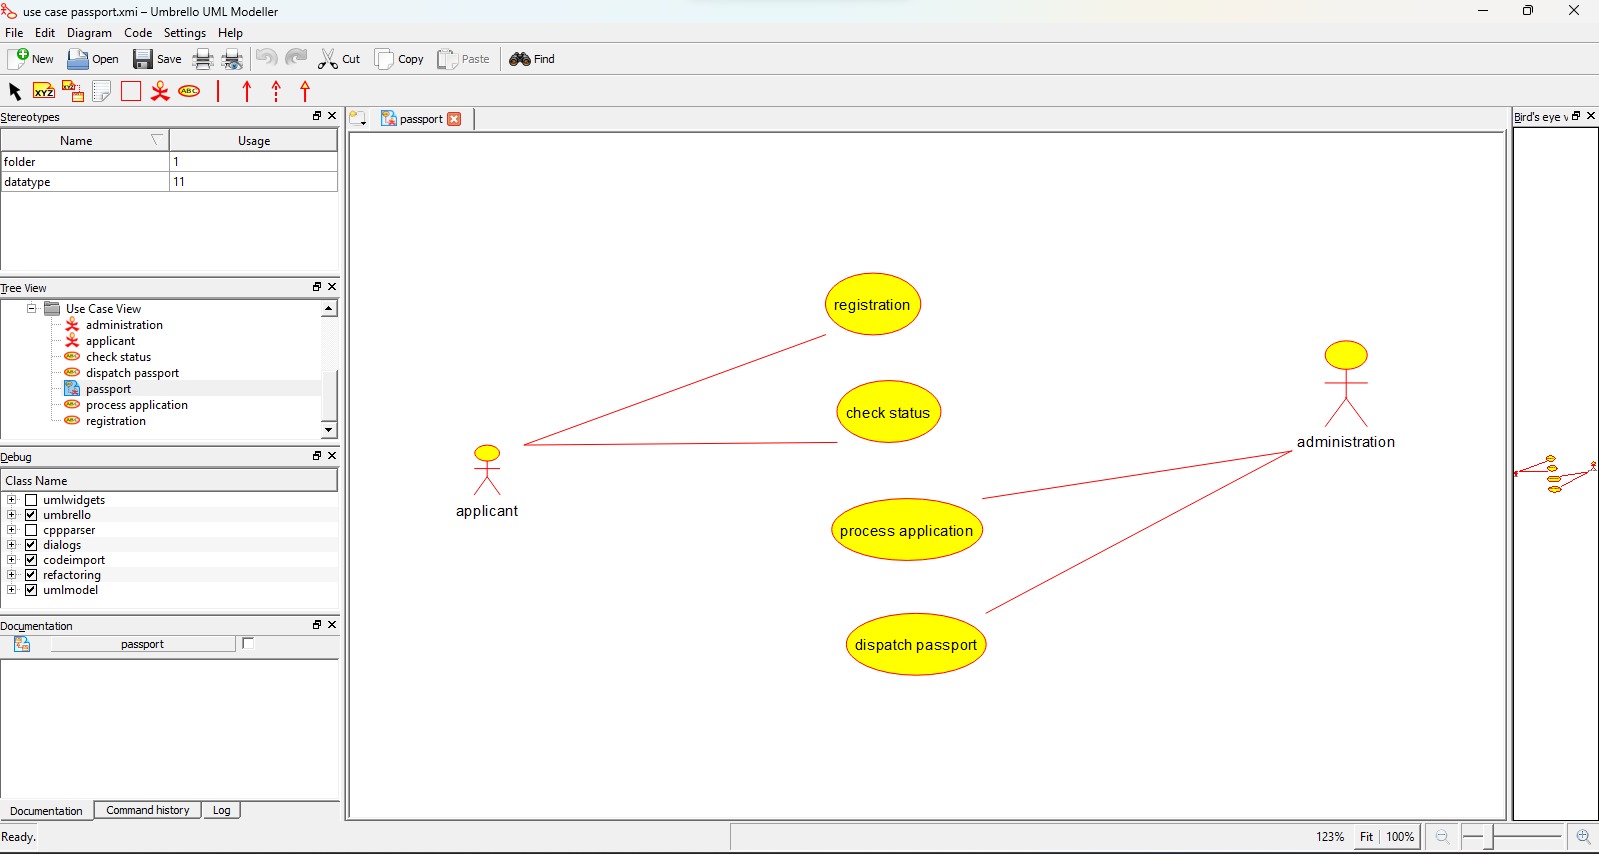 use case passport.xmi – Umbrello UML Modeller
File Edit Diagram Code Settings Help
New Open Save Cut Copy Paste Find
XYZ XYZ ABC
Stereotypes
Name Usage
folder 1
datatype 11
Tree View
Use Case View
administration
applicant
check status
dispatch passport
passport
process application
registration
Debug
Class Name
umlwidgets
umbrello
cppparser
dialogs
codeimport
refactoring
umlmodel
Documentation
passport
Documentation Command history Log
Ready.
passport
registration
check status
administration
applicant
process application
dispatch passport
Bird's eye v
123% Fit 100%